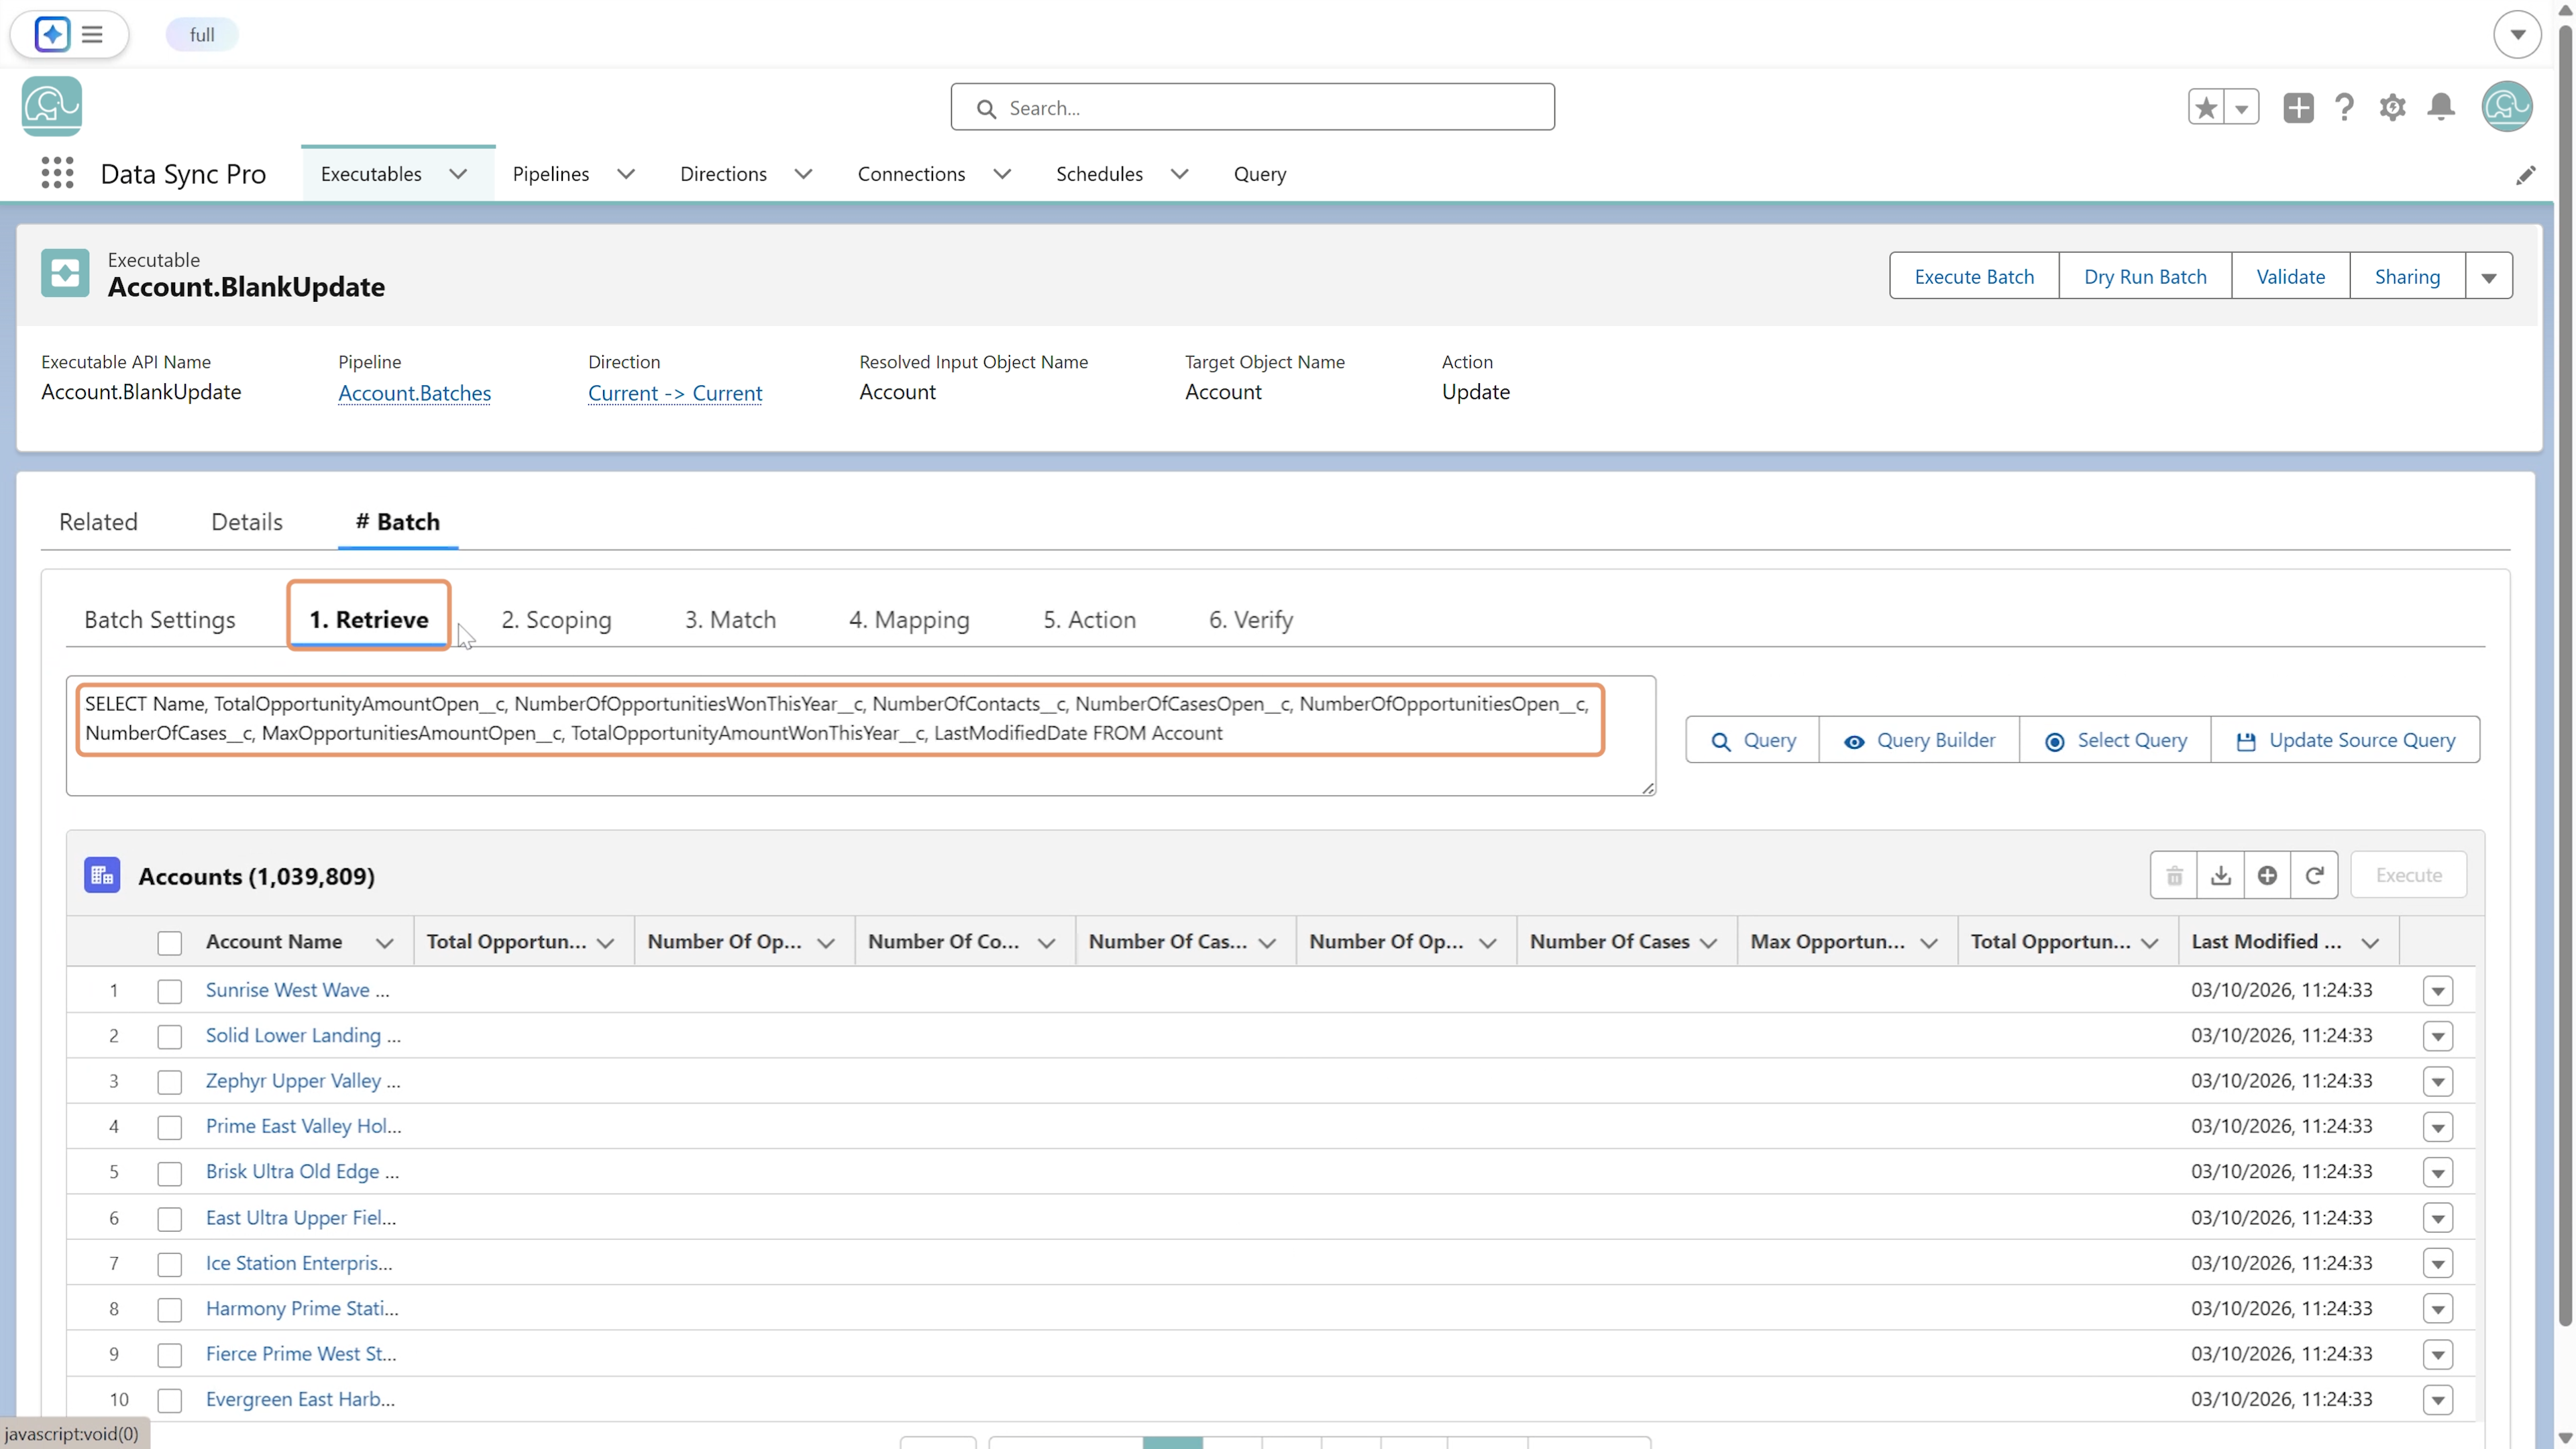 full
Search...
Data Sync Pro
Executables
Pipelines
Directions
Connections
Schedules
Query
Executable
Account.BlankUpdate
Execute Batch
Dry Run Batch
Validate
Sharing
Executable API Name
Pipeline
Direction
Resolved Input Object Name
Target Object Name
Action
Account.BlankUpdate
Account.Batches
Current -> Current
Account
Account
Update
Related
Details
# Batch
Batch Settings
1. Retrieve
2. Scoping
3. Match
4. Mapping
5. Action
6. Verify
SELECT Name, TotalOpportunityAmountOpen__c, NumberOfOpportunitiesWonThisYear__c, NumberOfContacts__c, NumberOfCasesOpen__c, NumberOfOpportunitiesOpen__c,
NumberOfCases__c, MaxOpportunitiesAmountOpen__c, TotalOpportunityAmountWonThisYear__c, LastModifiedDate FROM Account
Query
Query Builder
Select Query
Update Source Query
Accounts (1,039,809)
Execute
Account Name
Total Opportun...
Number Of Op...
Number Of Co...
Number Of Cas...
Number Of Op...
Number Of Cases
Max Opportun...
Total Opportun...
Last Modified ...
1 Sunrise West Wave ... 03/10/2026, 11:24:33
2 Solid Lower Landing ... 03/10/2026, 11:24:33
3 Zephyr Upper Valley ... 03/10/2026, 11:24:33
4 Prime East Valley Hol... 03/10/2026, 11:24:33
5 Brisk Ultra Old Edge ... 03/10/2026, 11:24:33
6 East Ultra Upper Fiel... 03/10/2026, 11:24:33
7 Ice Station Enterpris... 03/10/2026, 11:24:33
8 Harmony Prime Stati... 03/10/2026, 11:24:33
9 Fierce Prime West St... 03/10/2026, 11:24:33
10 Evergreen East Harb... 03/10/2026, 11:24:33
javascript:void(0)